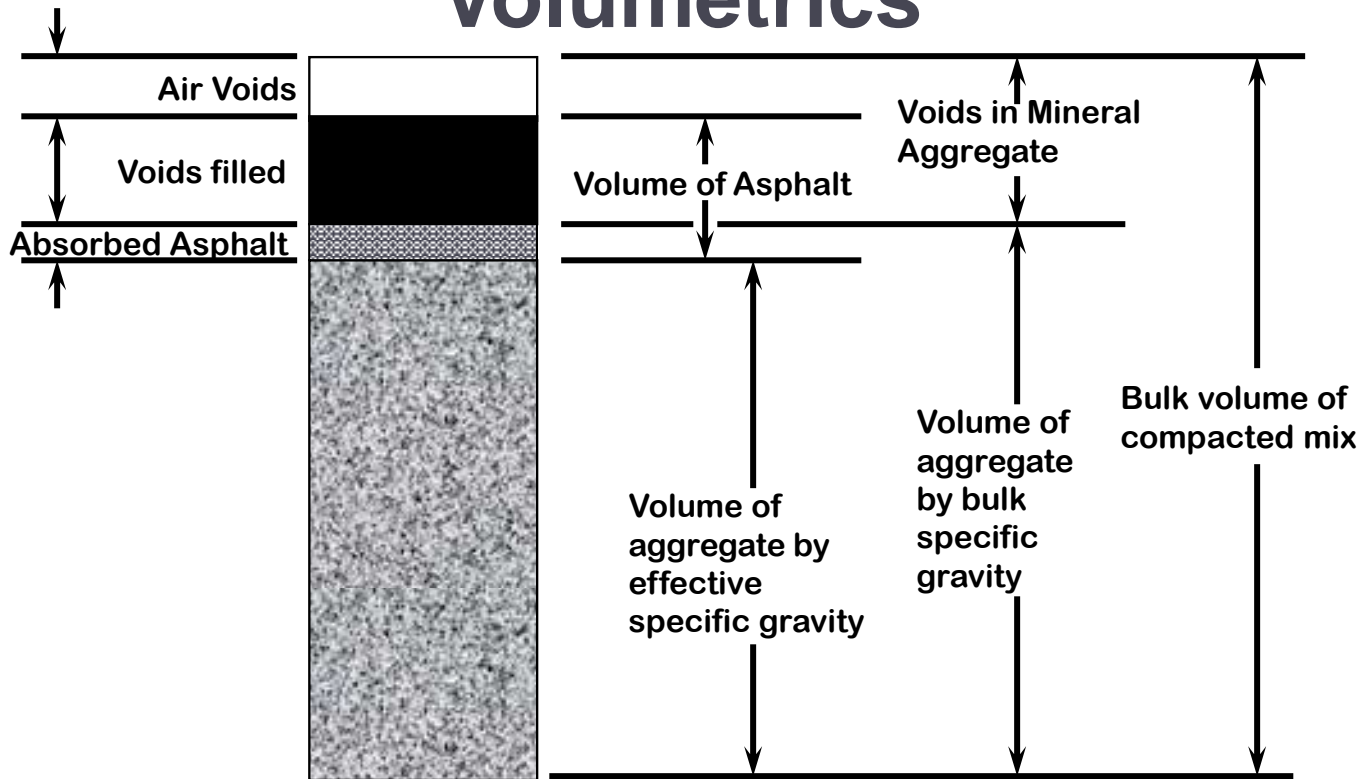 Volumetrics
Air Voids
Voids filled
Absorbed Asphalt
Volume of Asphalt
Voids in Mineral
Aggregate
Volume of
aggregate by
effective
specific gravity
Volume of
aggregate
by bulk
specific
gravity
Bulk volume of
compacted mix